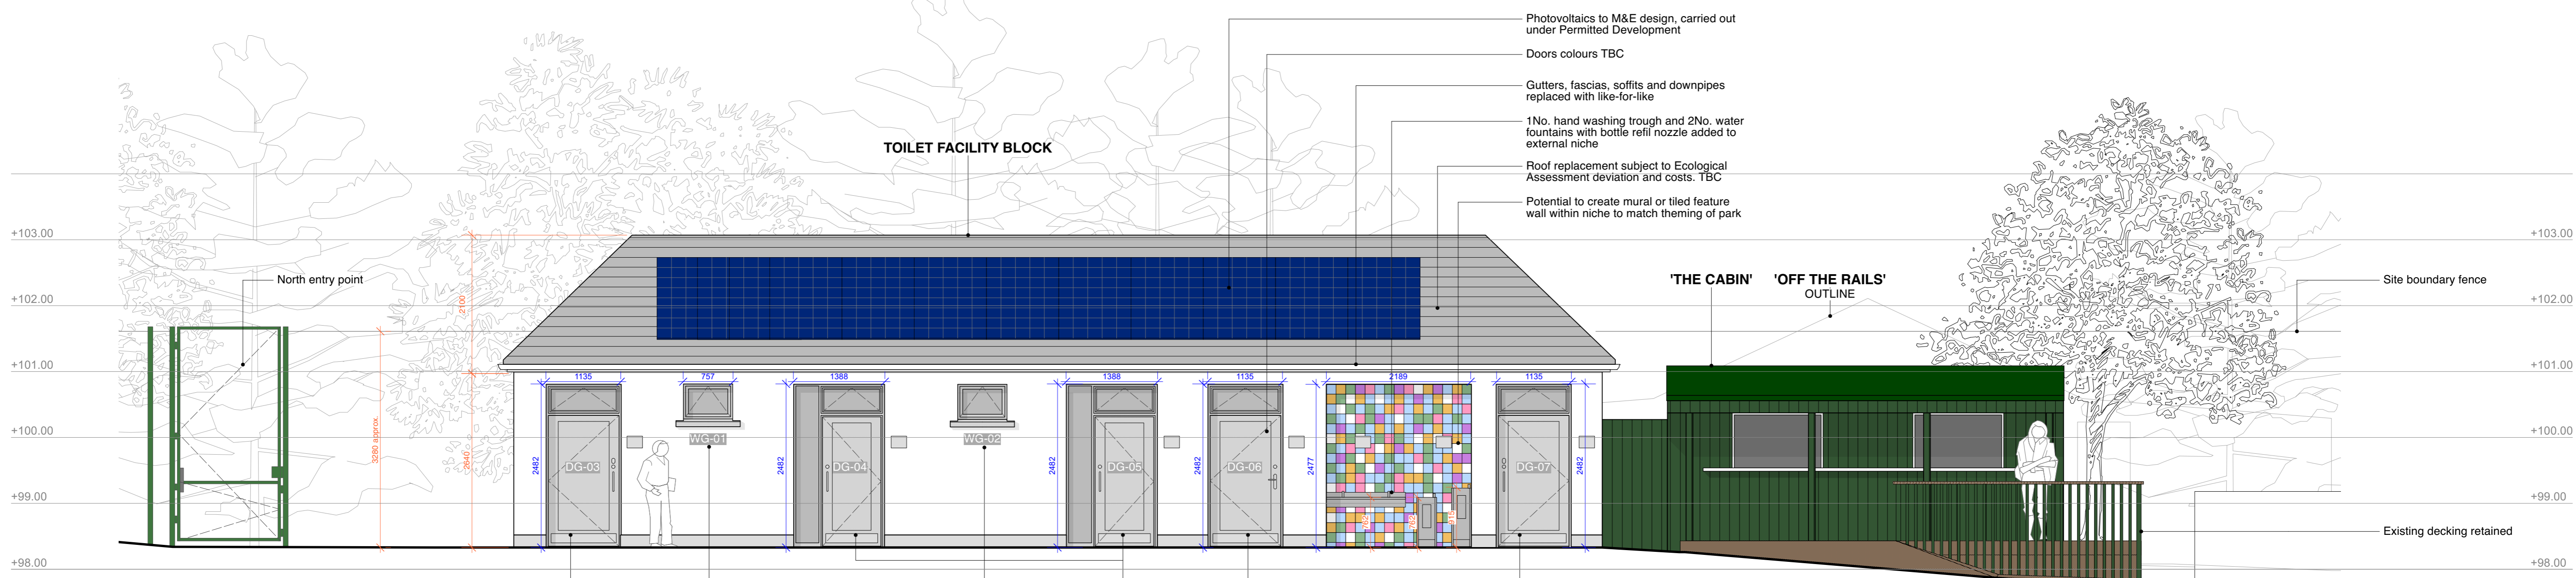 Photovoltaics to M&E design, carried out
under Permitted Development
Doors colours TBC
Gutters, fascias, soffits and downpipes
replaced with like-for-like
1No. hand washing trough and 2No. water
fountains with bottle refil nozzle added to
external niche
Roof replacement subject to Ecological
Assessment deviation and costs. TBC
Potential to create mural or tiled feature
wall within niche to match theming of park
TOILET FACILITY BLOCK
+103.00
+103.00
North entry point
'THE CABIN'
'OFF THE RAILS'
OUTLINE
Site boundary fence
+102.00
2100
+102.00
+101.00
+101.00
1135
757
1388
1388
1135
2189
1135
+100.00
+100.00
3280 approx.
2640
WG-01
WG-02
2482
DG-03
2482
DG-04
2482
DG-05
2482
DG-06
2477
DG-07
2482
+99.00
+99.00
762
762
915
Existing decking retained
+98.00
+98.00